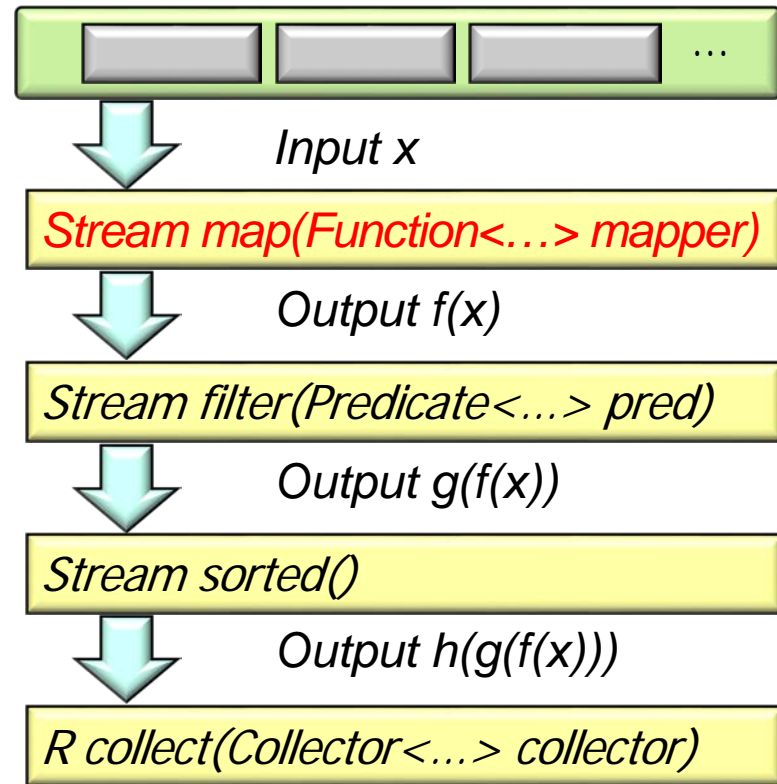 …
Input x
Stream map(Function<…> mapper)
Output f(x)
Stream filter(Predicate<…> pred)
Output g(f(x))
Stream sorted()
Output h(g(f(x)))
R collect(Collector<…> collector)